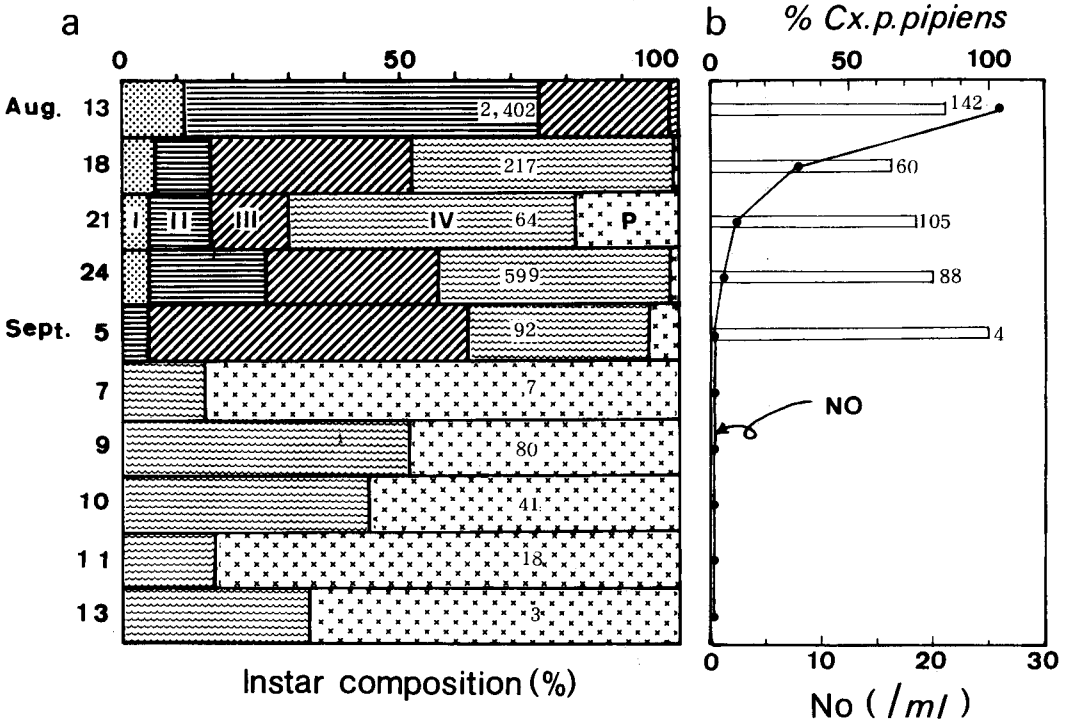 a
0 50 100
Aug. 13 2,402
18 217
21 I II III IV 64 P
24 599
Sept. 5 92
7 7
9 80
10 41
11 18
13 3
Instar composition (%)
b % Cx. p. pipiens
0 50 100
142
60
105
88
4
NO
0 10 20 30
No ( /ml )